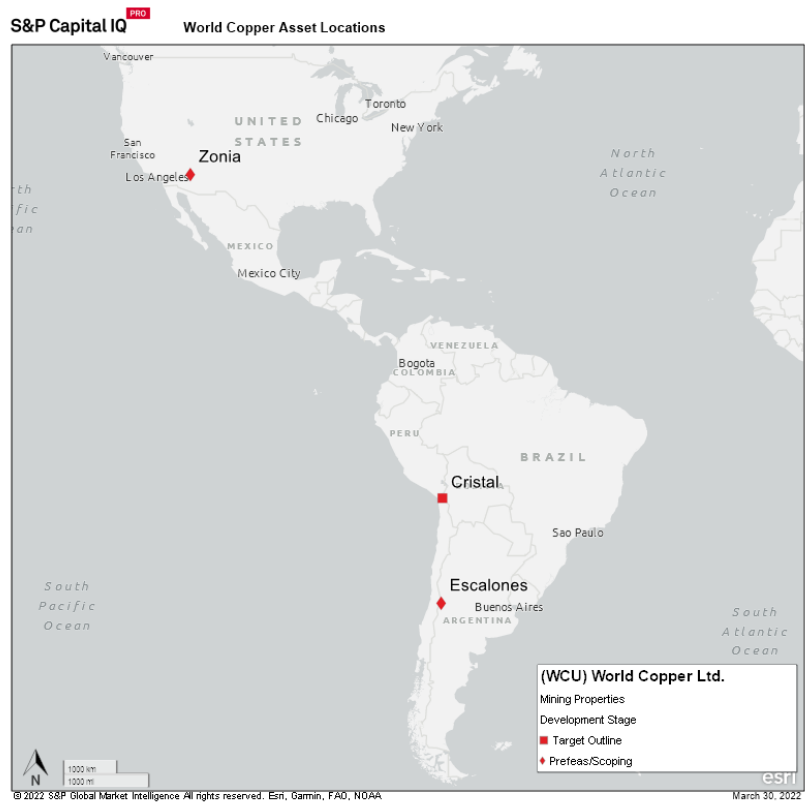 S&P Capital IQ PRO
World Copper Asset Locations
Vancouver
Toronto
Chicago
New York
UNITED
STATES
San
Francisco
Zonia
Los Angeles
North
Atlantic
Ocean
th
fic
an
MEXICO
Mexico City
VENEZUELA
Bogota
COLOMBIA
PERU
BRAZIL
Cristal
Sao Paulo
Escalones
Buenos Aires
ARGENTINA
South
Pacific
Ocean
South
Atlantic
Ocean
(WCU) World Copper Ltd.
Mining Properties
Development Stage
Target Outline
Prefeas/Scoping
N
1000 km
1000 mi
esri
© 2022 S&P Global Market Intelligence All rights reserved. Esri, Garmin, FAO, NOAA
March 30, 2022